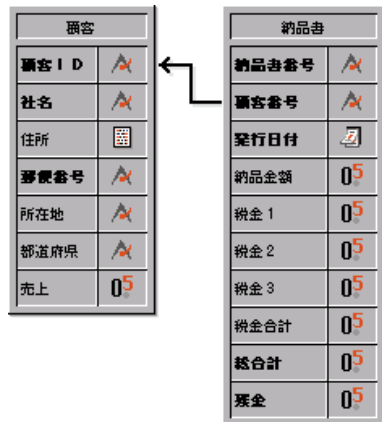 顧客
顧客ID
社名
住所
郵便番号
所在地
都道府県
売上
納品書
納品書番号
顧客番号
発行日付
納品金額
税金1
税金2
税金3
税金合計
総合計
残金